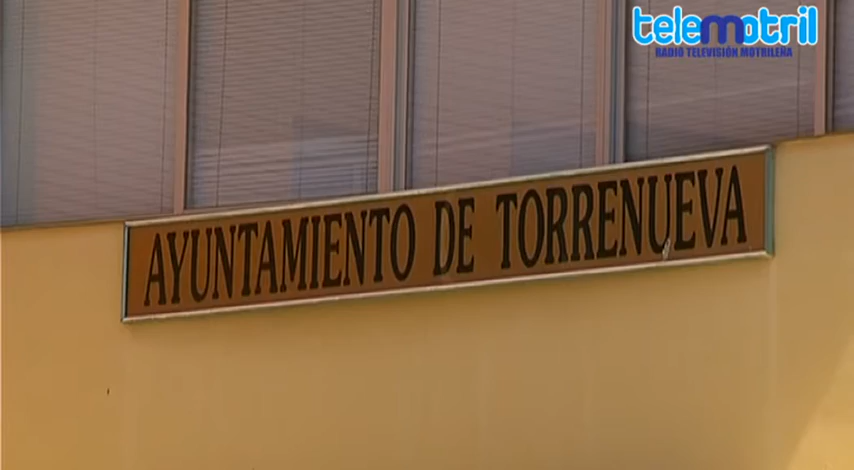 telemotril
RADIO TELEVISIÓN MOTRILEÑA
AYUNTAMIENTO DE TORRENUEVA